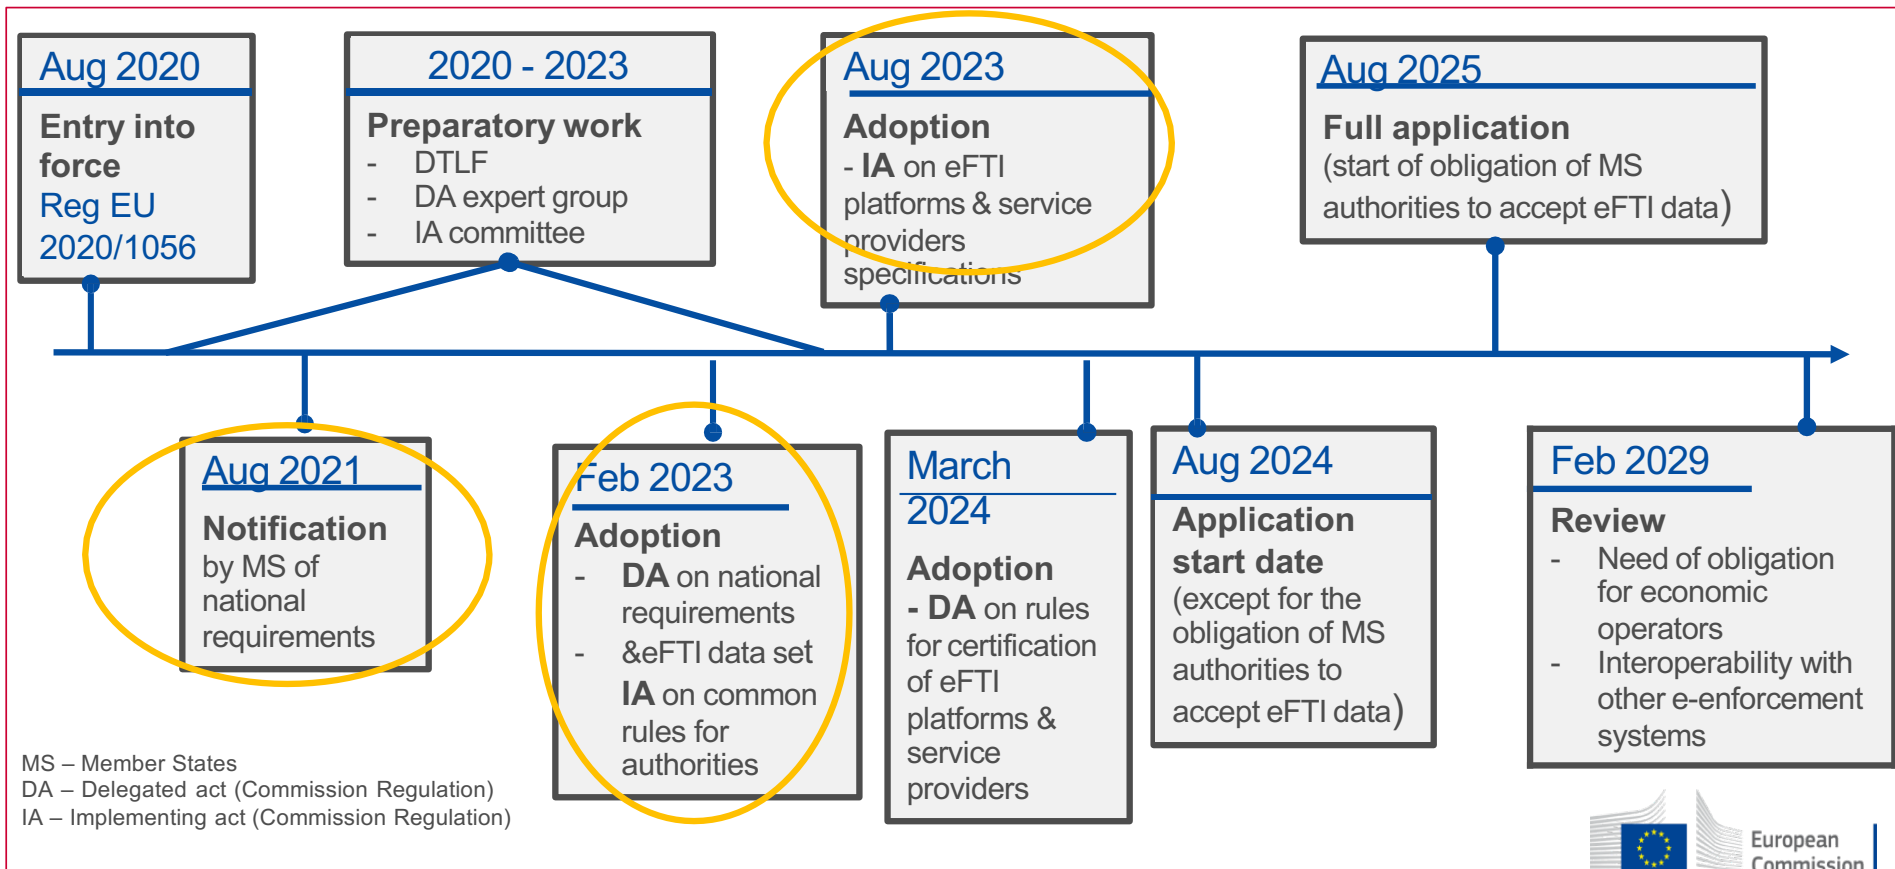 Aug 2020
Entry into
force
Reg EU
2020/1056
2020 - 2023
Preparatory work
- DTLF
- DA expert group
- IA committee
Aug 2023
Adoption
- IA on eFTI
platforms & service
providers
specifications
Aug 2025
Full application
(start of obligation of MS
authorities to accept eFTI data)
Aug 2021
Notification
by MS of
national
requirements
Feb 2023
Adoption
- DA on national
requirements
- &eFTI data set
IA on common
rules for
authorities
March
2024
Adoption
- DA on rules
for certification
of eFTI
platforms &
service
providers
Aug 2024
Application
start date
(except for the
obligation of MS
authorities to
accept eFTI data)
Feb 2029
Review
- Need of obligation
for economic
operators
- Interoperability with
other e-enforcement
systems
MS – Member States
DA – Delegated act (Commission Regulation)
IA – Implementing act (Commission Regulation)
European
Commission